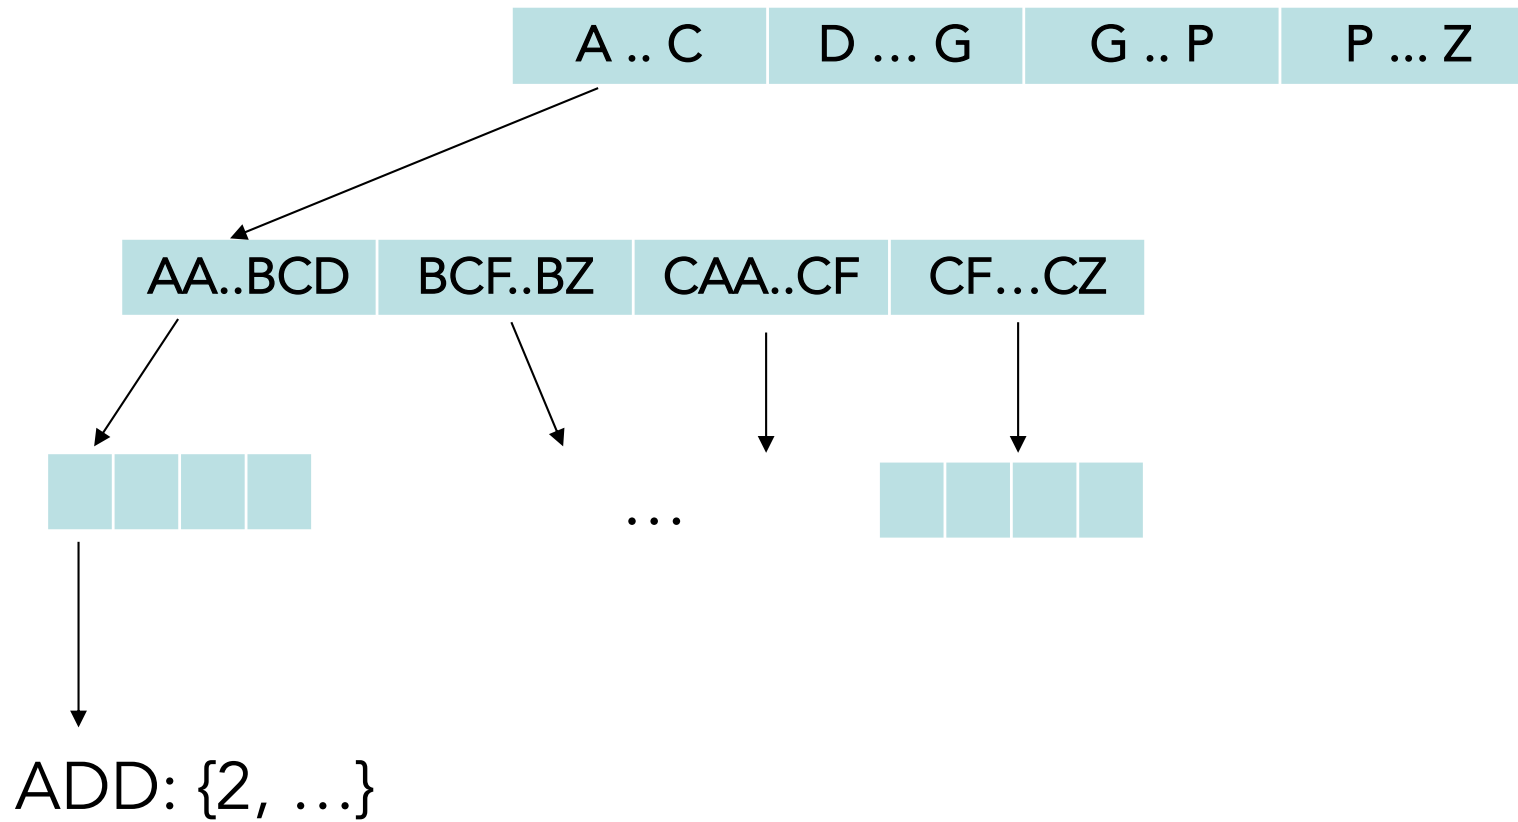 A .. C D ... G G .. P P ... Z
AA..BCD BCF..BZ CAA..CF CF...CZ
...
ADD: {2, ...}